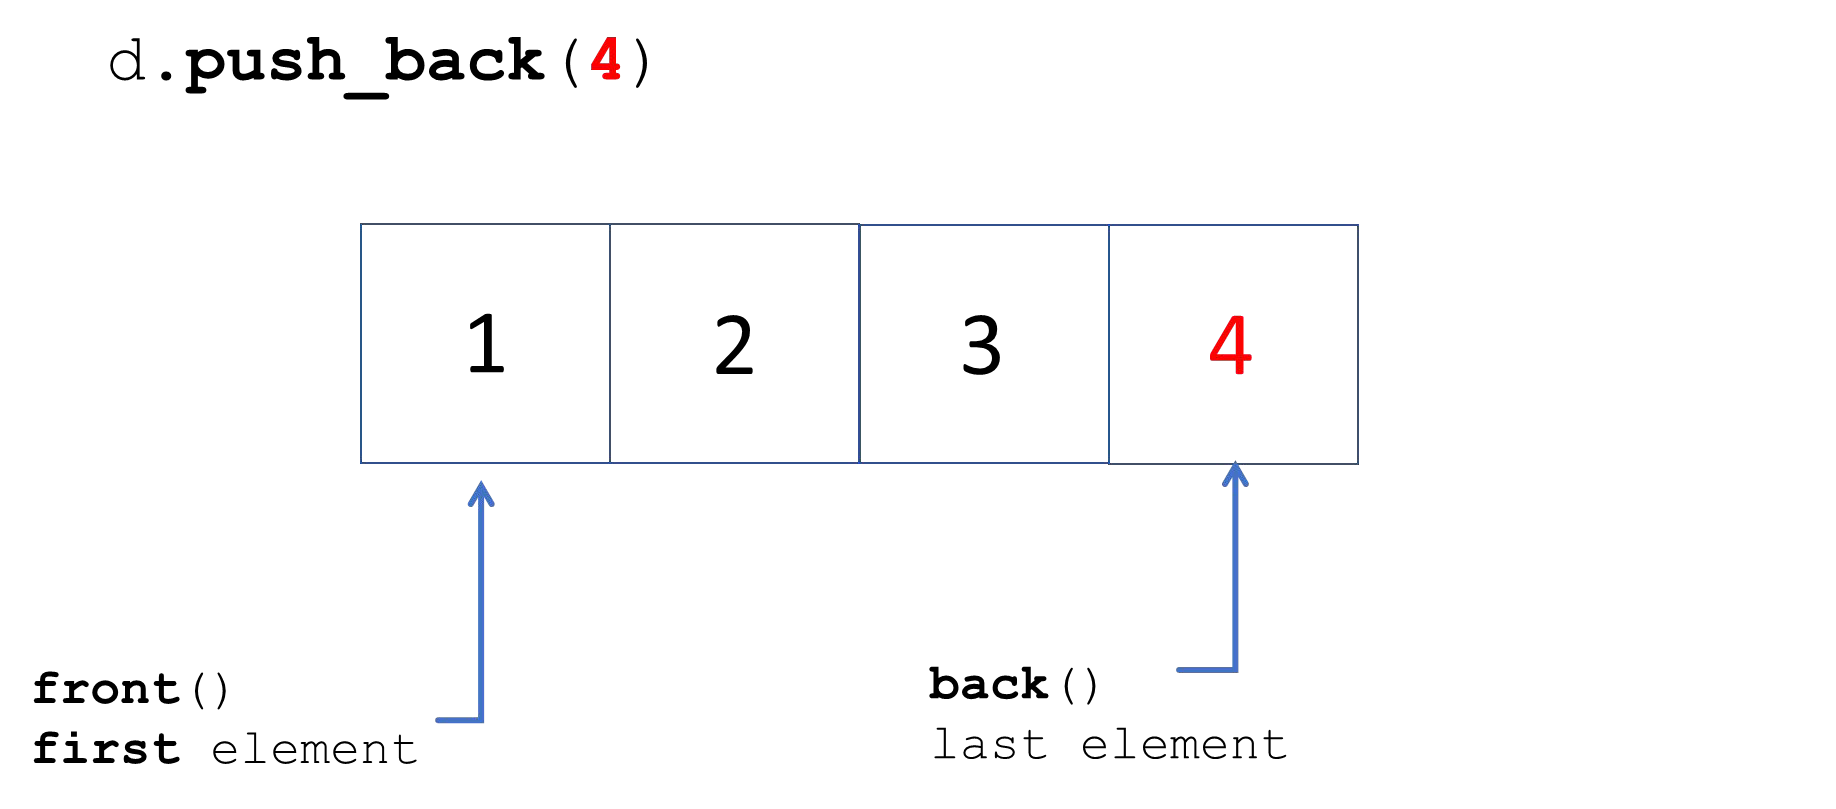 d.push_back(4)
1 2 3 4
front()
first element
back()
last element